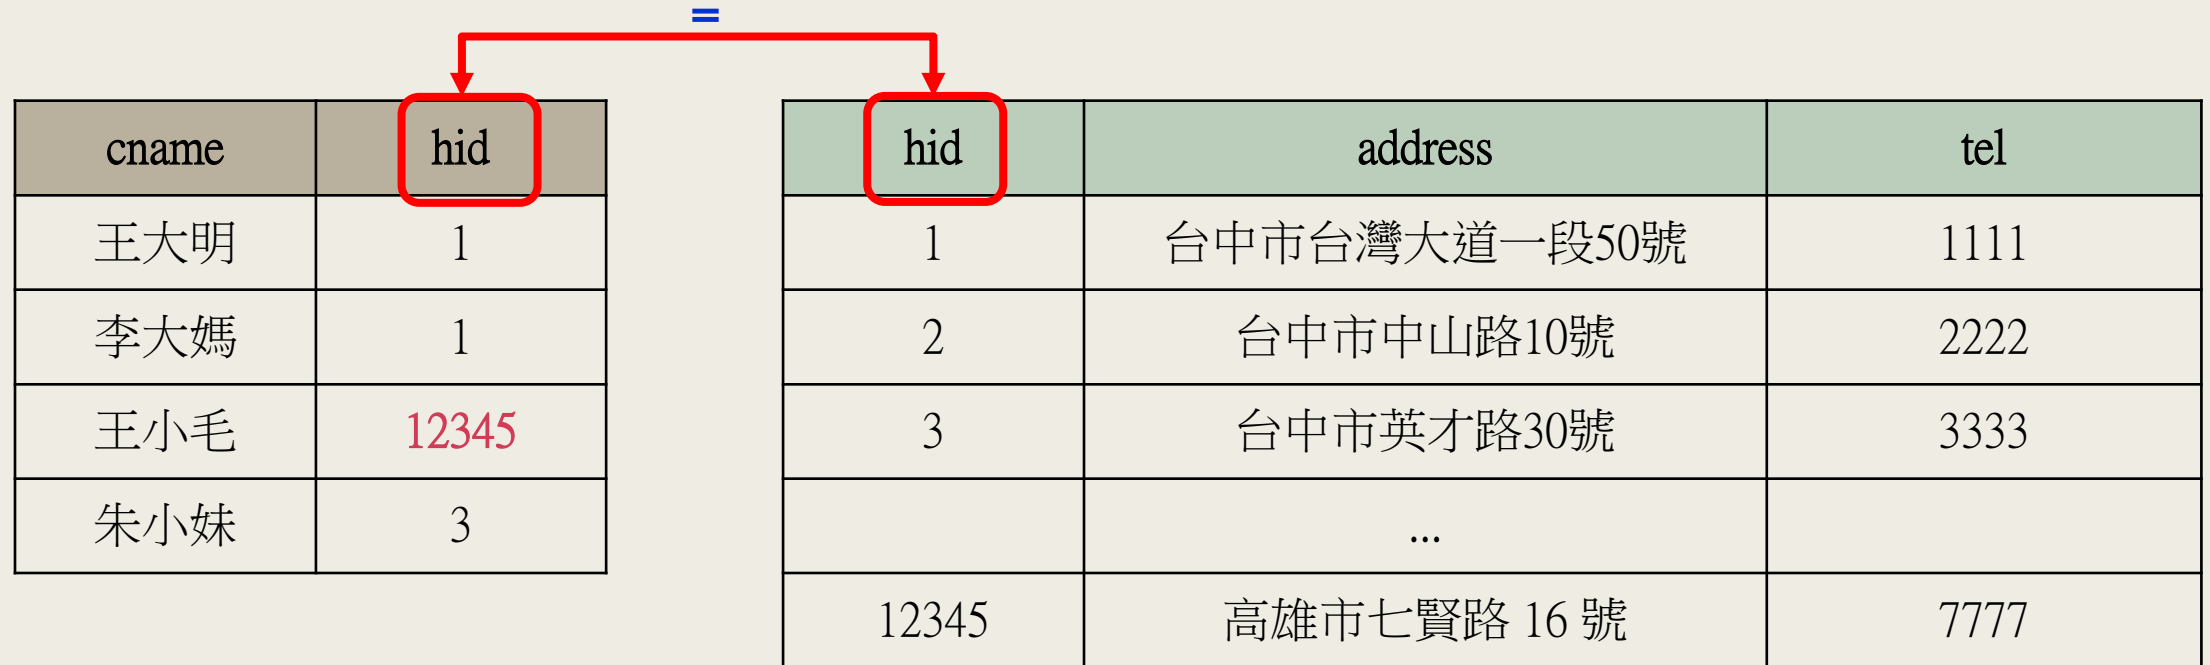 =
cname hid
王大明 1
李大媽 1
王小毛 12345
朱小妹 3
hid address tel
1 台中市台灣大道一段50號 1111
2 台中市中山路10號 2222
3 台中市英才路30號 3333
...
12345 高雄市七賢路 16 號 7777